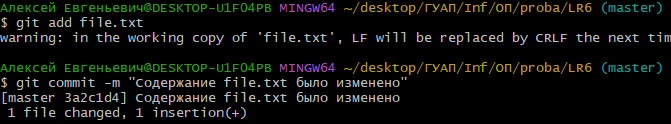 Алексей Евгеньевич@DESKTOP-U1FO4PB MINGW64 ~/desktop/ГУАП/Inf/ОП/proba/LR6 (master)
$ git add file.txt
warning: in the working copy of 'file.txt', LF will be replaced by CRLF the next tim
Алексей Евгеньевич@DESKTOP-U1FO4PB MINGW64 ~/desktop/ГУАП/Inf/ОП/proba/LR6 (master)
$ git commit -m "Содержание file.txt было изменено"
[master 3a2c1d4] Содержание file.txt было изменено
 1 file changed, 1 insertion(+)